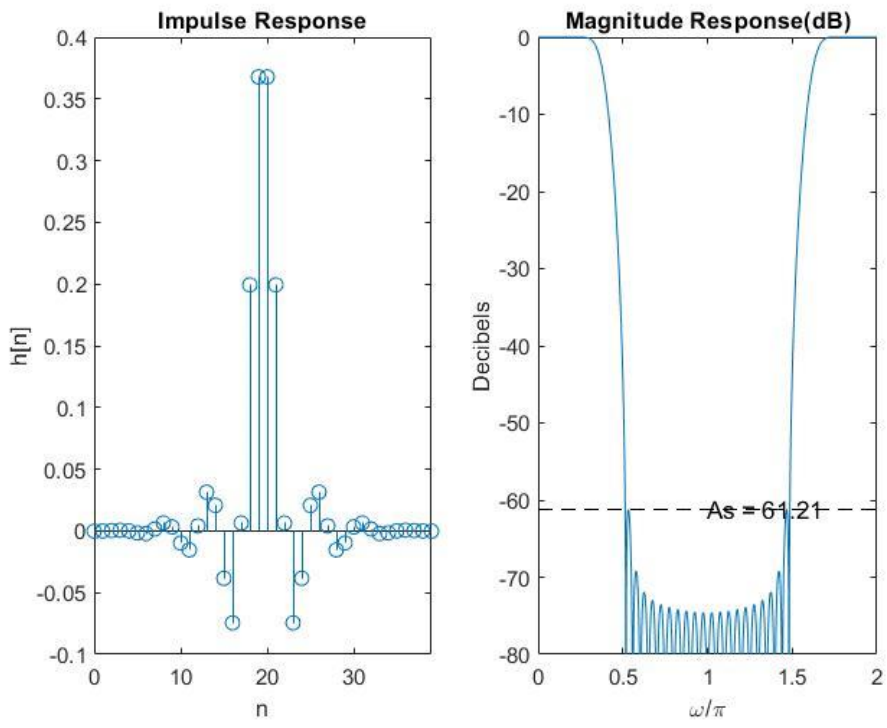 Impulse Response
0.4
0.35
0.3
0.25
0.2
0.15
0.1
0.05
0
-0.05
-0.1
0 10 20 30
n
h[n]
Magnitude Response(dB)
0
-10
-20
-30
-40
-50
-60
-70
-80
0 0.5 1 1.5 2
ω/π
Decibels
As = 61.21